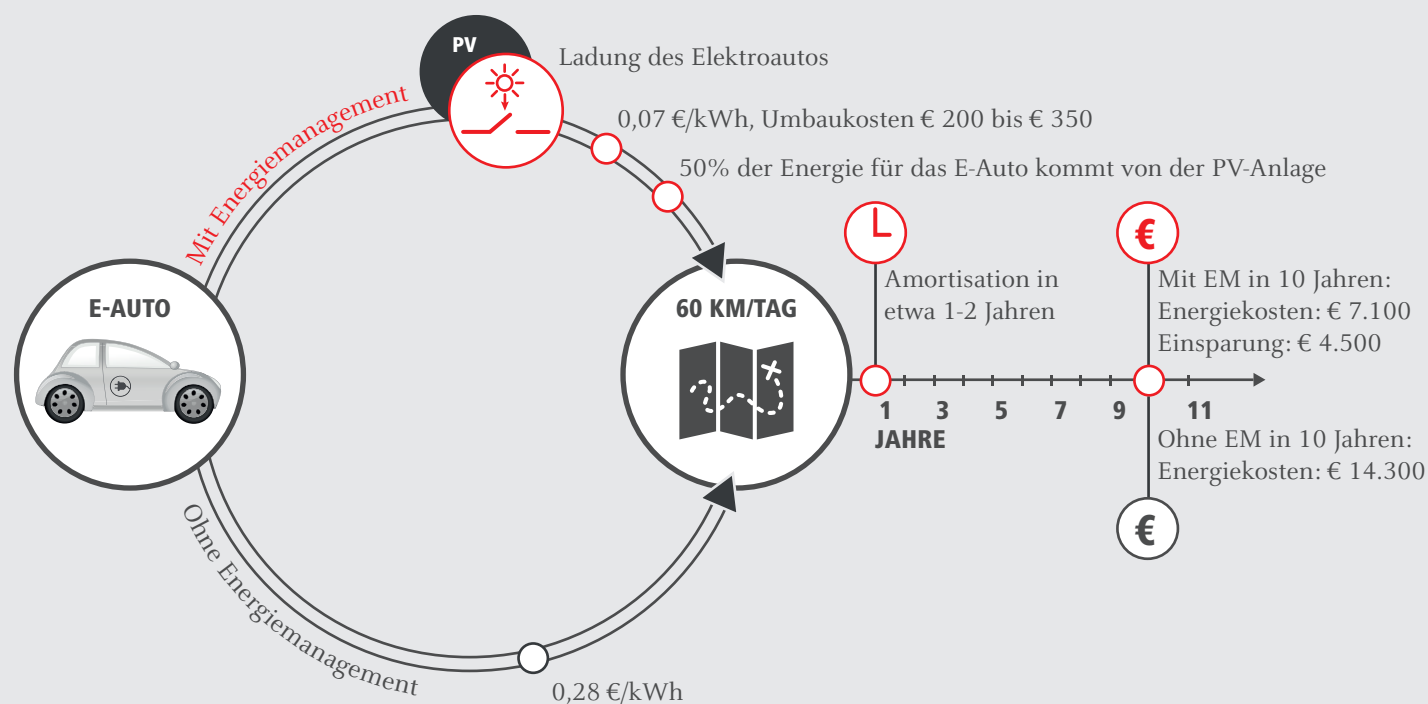 PV
Ladung des Elektroautos
Mit Energiemanagement
0,07 €/kWh, Umbaukosten € 200 bis € 350
50% der Energie für das E-Auto kommt von der PV-Anlage
E-AUTO
60 KM/TAG
€
Amortisation in
etwa 1-2 Jahren
Mit EM in 10 Jahren:
Energiekosten: € 7.100
Einsparung: € 4.500
1 3 5 7 9 11
JAHRE
Ohne EM in 10 Jahren:
Energiekosten: € 14.300
€
Ohne Energiemanagement
0,28 €/kWh